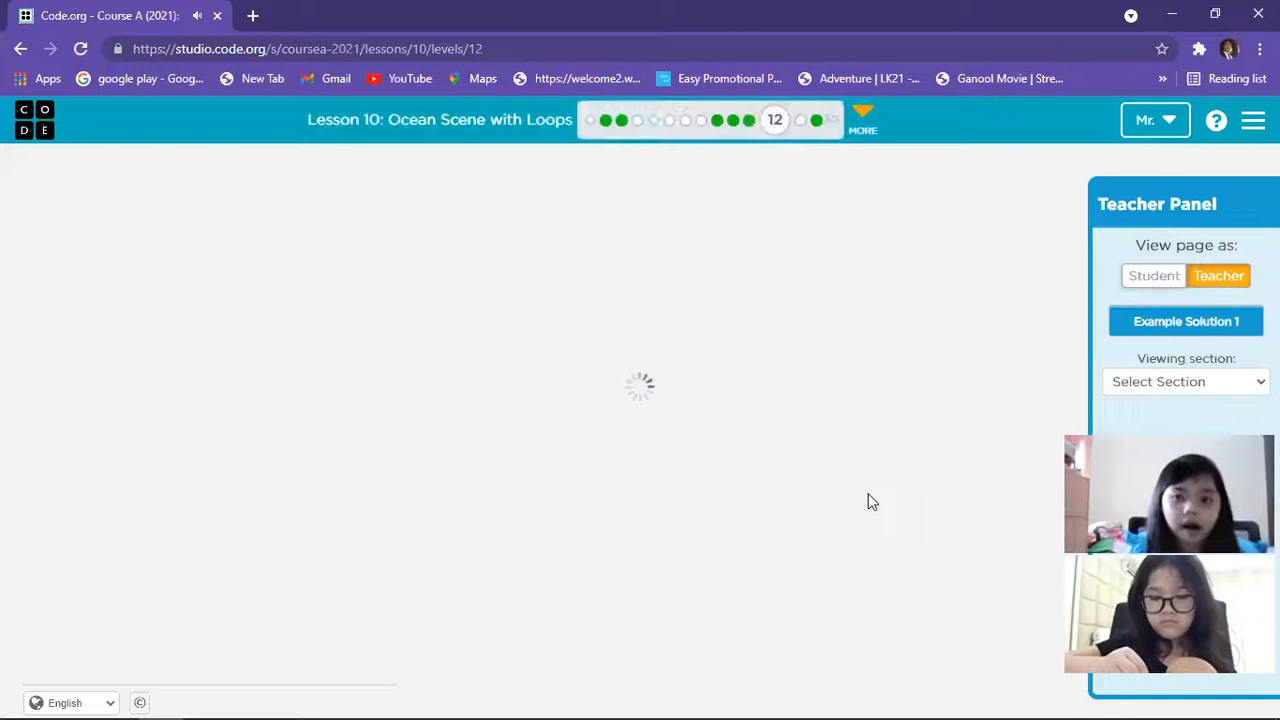 Code.org - Course A (2021):
https://studio.code.org/s/coursea-2021/lessons/10/levels/12
Apps
google play - Goog...
New Tab
Gmail
YouTube
Maps
https://welcome2.w...
Easy Promotional P...
Adventure | LK21 -...
Ganool Movie | Stre...
»
Reading list
CODE
Lesson 10: Ocean Scene with Loops
12
MORE
Mr.
?
Teacher Panel
View page as:
Student
Teacher
Example Solution 1
Viewing section:
Select Section
English
©